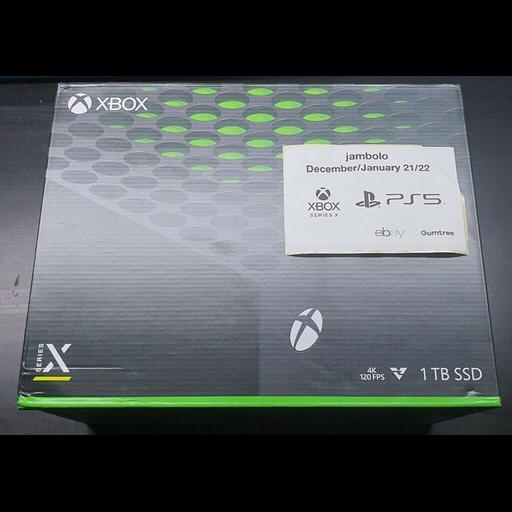 XBOX
jambolo
December/January 21/22
XBOX
SERIES X
PS5
ebay
Gumtree
SERIES
X
4K
120 FPS
1 TB SSD